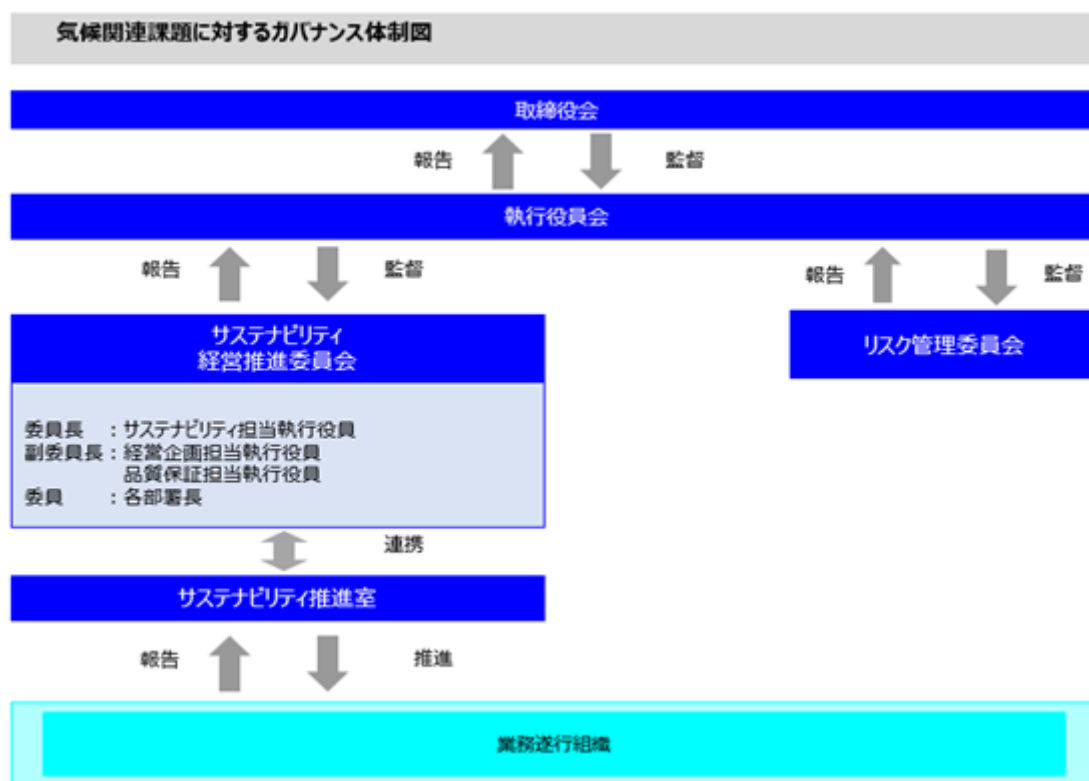 気候関連課題に対するガバナンス体制図
取締役会
報告 監督
執行役員会
報告 監督 報告 監督
サステナビリティ
経営推進委員会
リスク管理委員会
委員長 ：サステナビリティ担当執行役員
副委員長：経営企画担当執行役員
品質保証担当執行役員
委員 ：各部署長
連携
サステナビリティ推進室
報告 推進
業務遂行組織